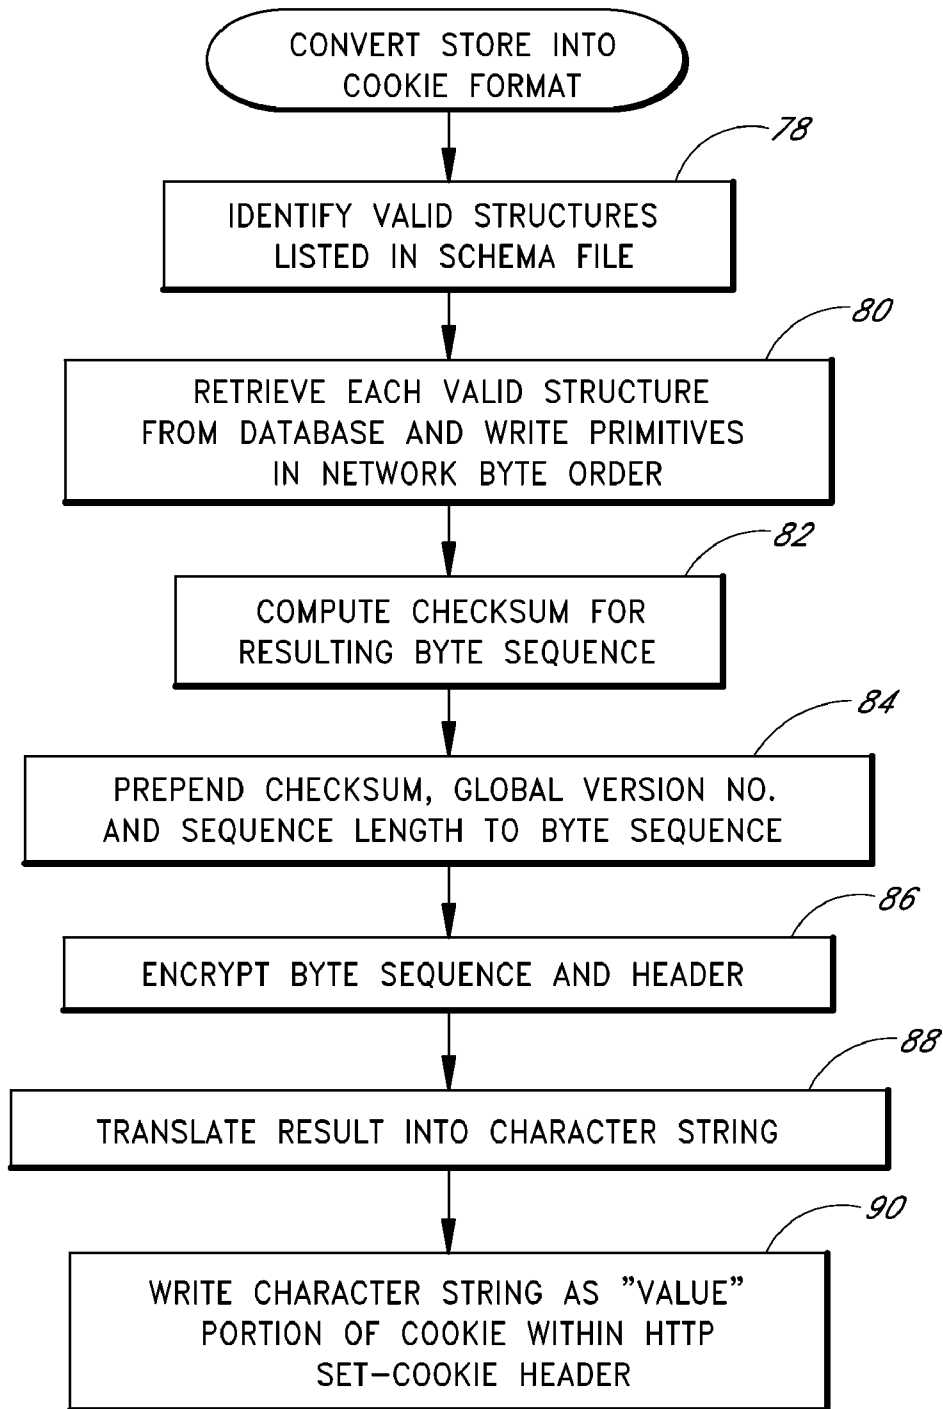 CONVERT STORE INTO
COOKIE FORMAT
78
IDENTIFY VALID STRUCTURES
LISTED IN SCHEMA FILE
80
RETRIEVE EACH VALID STRUCTURE
FROM DATABASE AND WRITE PRIMITIVES
IN NETWORK BYTE ORDER
82
COMPUTE CHECKSUM FOR
RESULTING BYTE SEQUENCE
84
PREPEND CHECKSUM, GLOBAL VERSION NO.
AND SEQUENCE LENGTH TO BYTE SEQUENCE
86
ENCRYPT BYTE SEQUENCE AND HEADER
88
TRANSLATE RESULT INTO CHARACTER STRING
90
WRITE CHARACTER STRING AS ”VALUE”
PORTION OF COOKIE WITHIN HTTP
SET−COOKIE HEADER